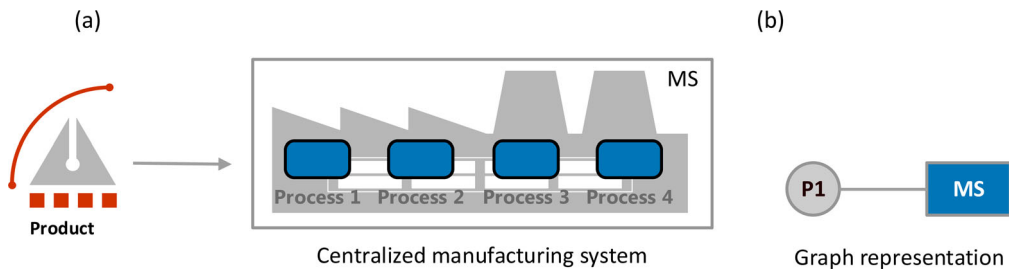 (a)
(b)
MS
Process 1 Process 2 Process 3 Process 4
P1
MS
Product
Centralized manufacturing system
Graph representation